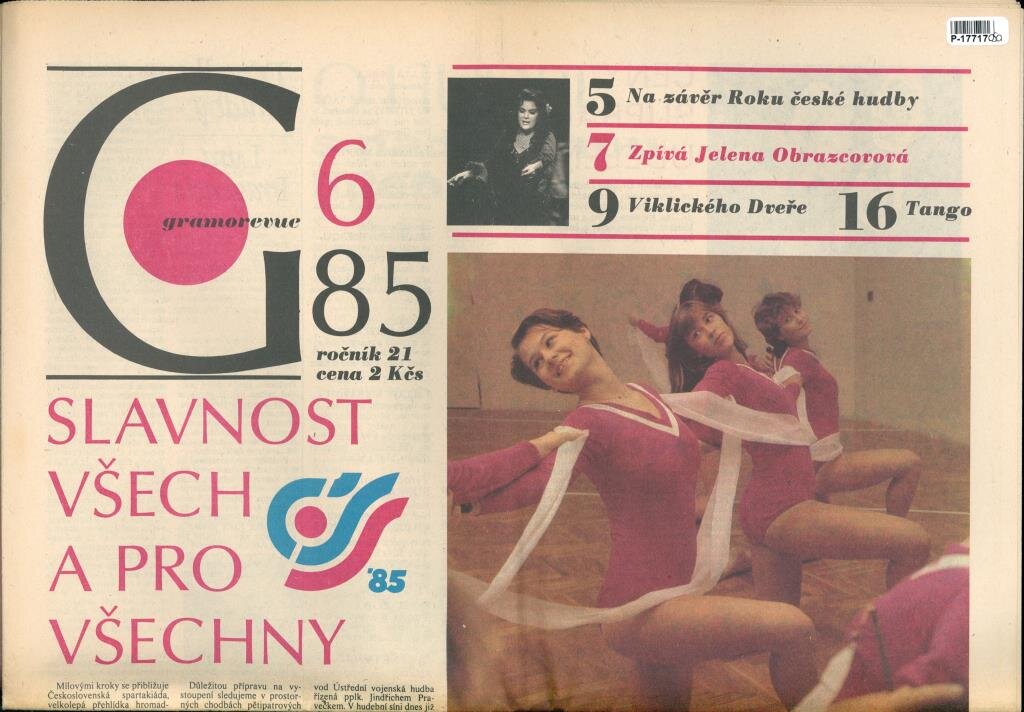 P-17717
gramorevue
6
85
ročník 21
cena 2 Kčs
5 Na závěr Roku české hudby
7 Zpívá Jelena Obrazcovová
9 Viklického Dveře 16 Tango
SLAVNOST
VŠECH
A PRO
VŠECHNY
ČS '85
Mílovými kroky se přibližuje
Československá spartakiáda,
velkolepá přehlídka hromad-
Důležitou přípravu na vy-
stoupení sledujeme v prostor-
ných chodbách pětipatrových
vod Ústřední vojenská hudba
řízená pplk. Jindřichem Pra-
večkem. V hudební síni dnes již